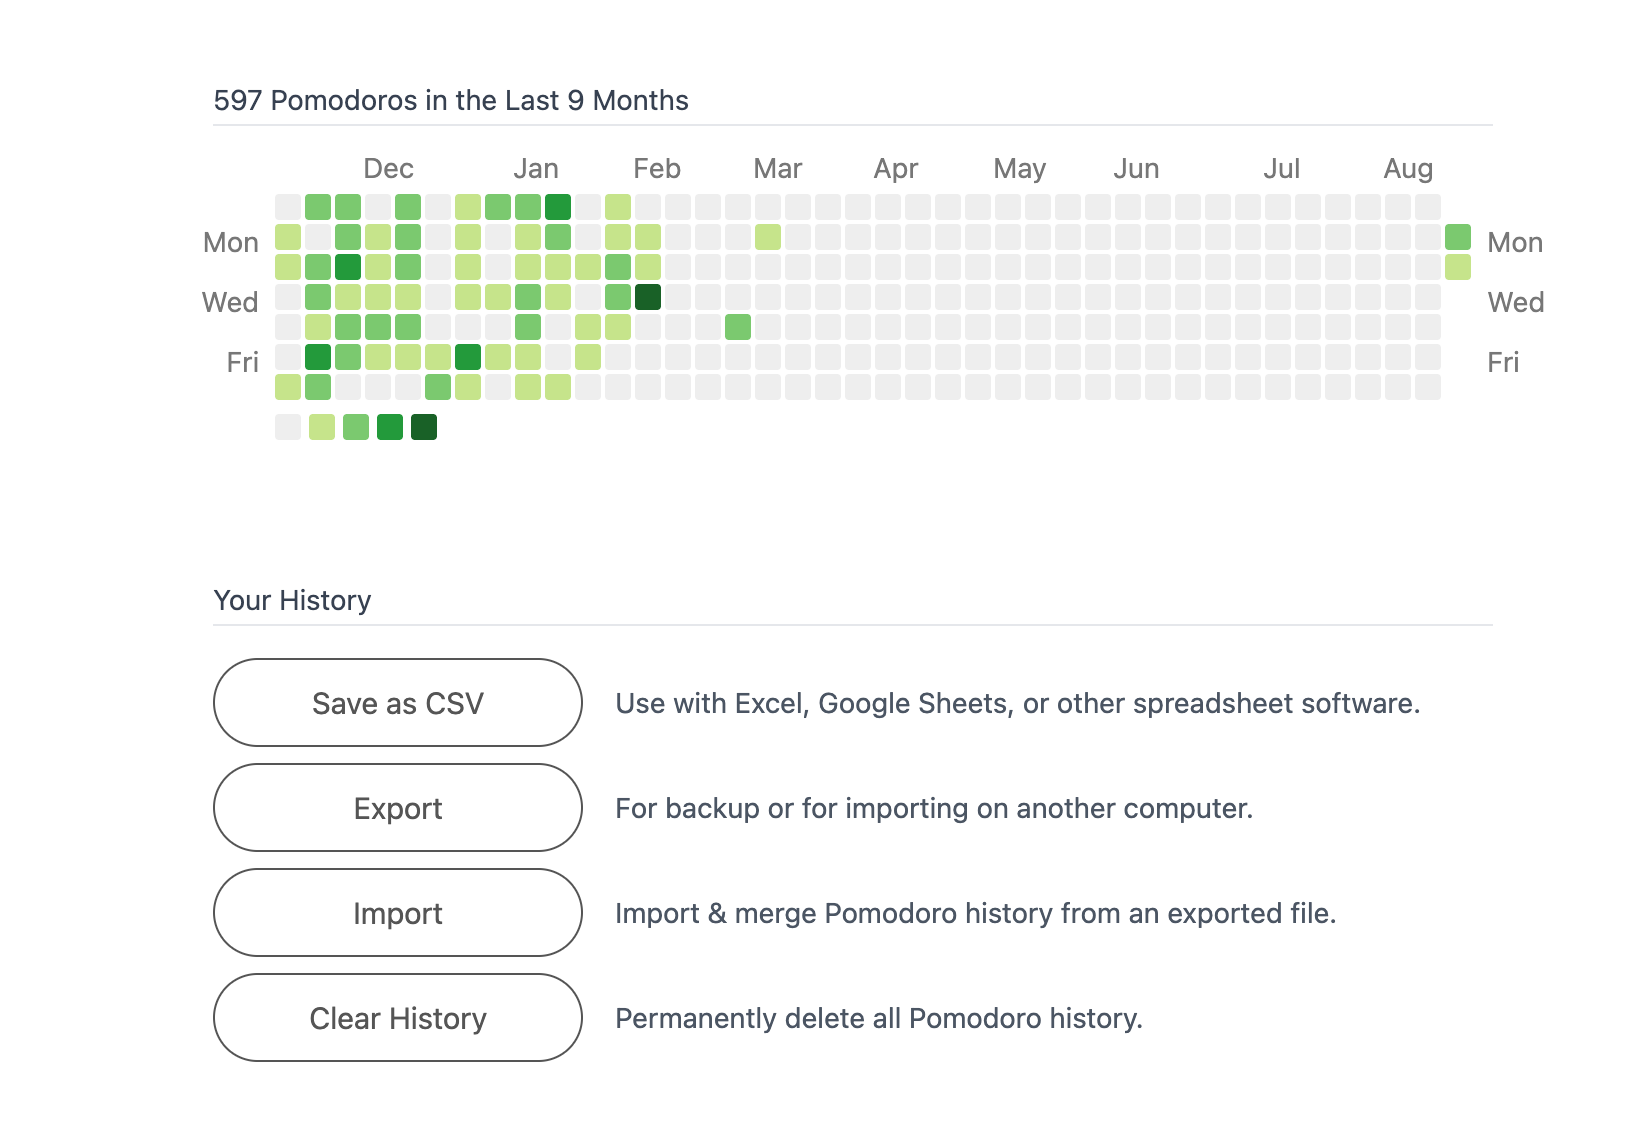 597 Pomodoros in the Last 9 Months
Dec Jan Feb Mar Apr May Jun Jul Aug
Mon Mon
Wed Wed
Fri Fri
Your History
Save as CSV Use with Excel, Google Sheets, or other spreadsheet software.
Export For backup or for importing on another computer.
Import Import & merge Pomodoro history from an exported file.
Clear History Permanently delete all Pomodoro history.